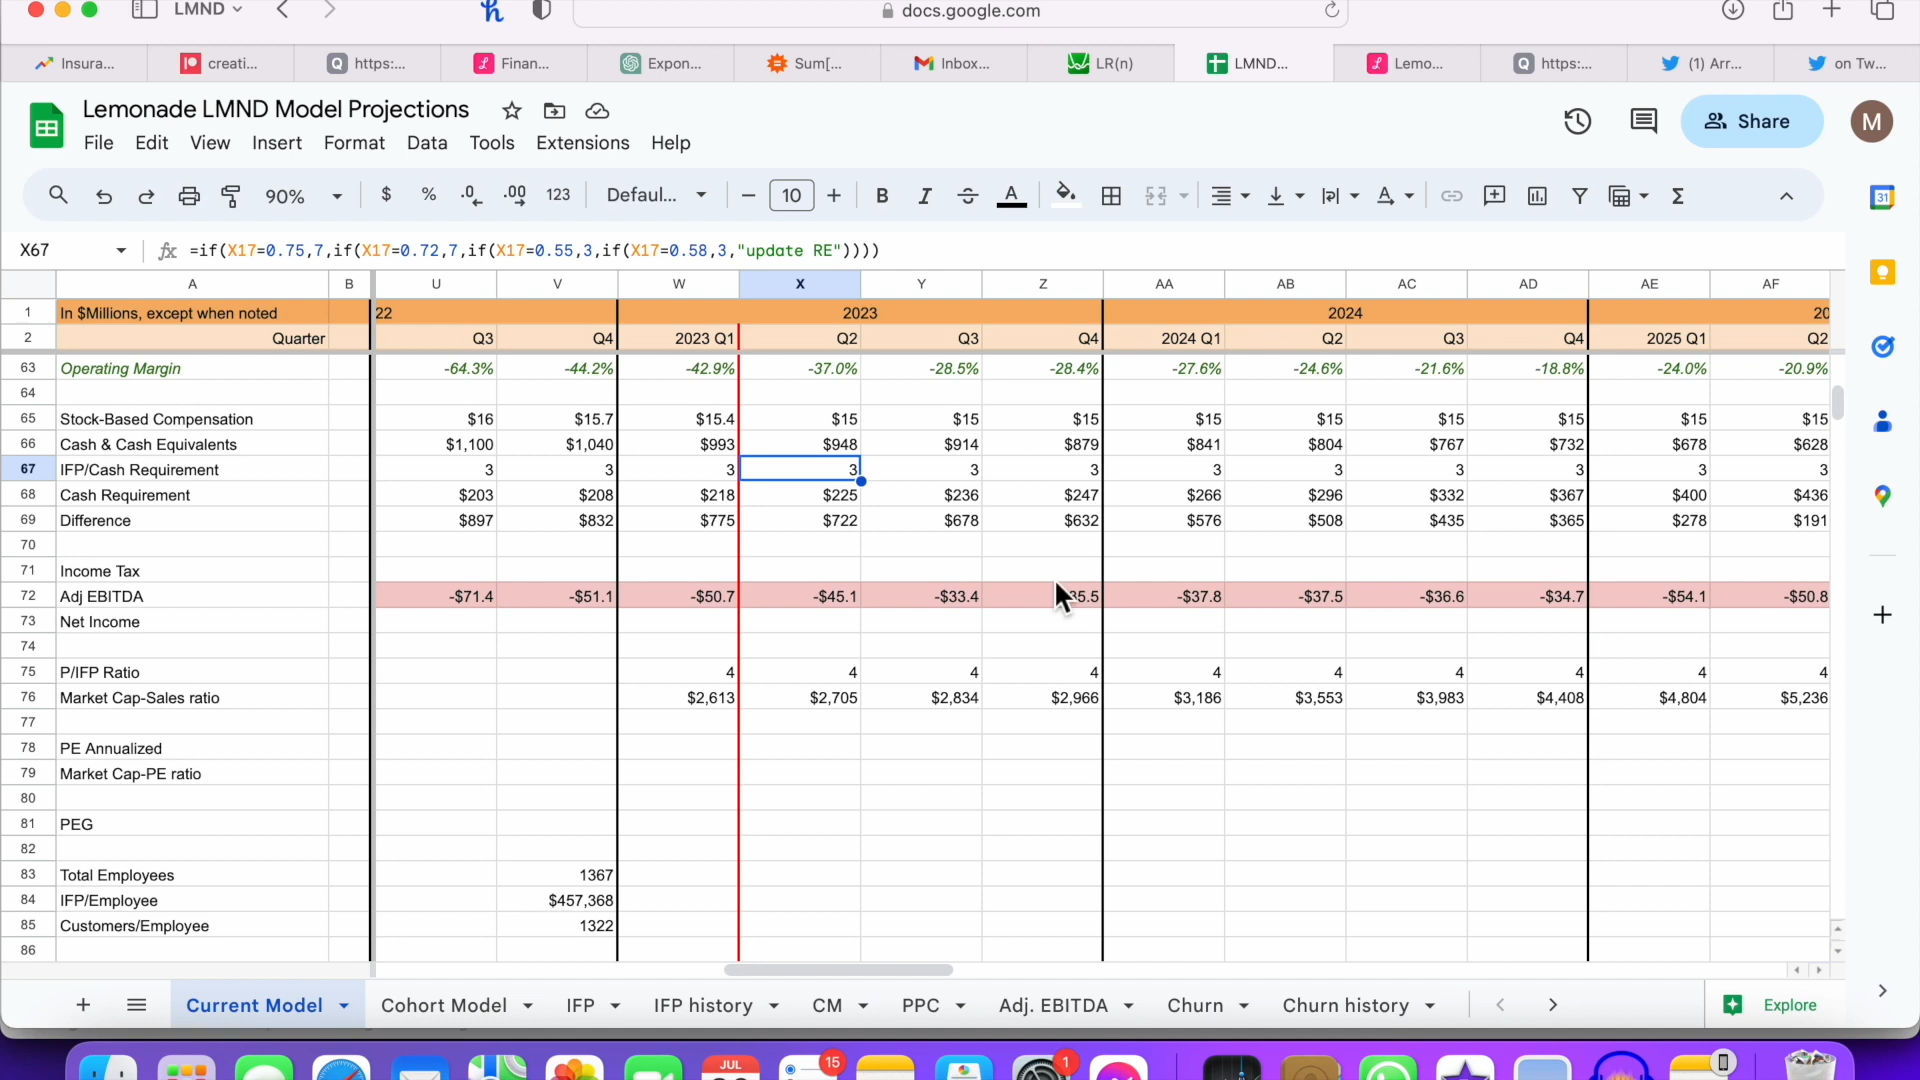 LMND
docs.google.com
Insura...
creati...
https:...
Finan...
Expon...
Sum[...
Inbox...
LR(n)
LMND...
Lemo...
https:...
(1) Arr...
on Tw...
Lemonade LMND Model Projections
File Edit View Insert Format Data Tools Extensions Help
Share
M
90% $ % .0 .00 123 Defaul... − 10 + B I A Σ
31
X67 fx =if(X17=0.75,7,if(X17=0.72,7,if(X17=0.55,3,if(X17=0.58,3,"update RE"))))
A B U V W X Y Z AA AB AC AD AE AF
1 In $Millions, except when noted 22 2023 2024 20
2 Quarter Q3 Q4 2023 Q1 Q2 Q3 Q4 2024 Q1 Q2 Q3 Q4 2025 Q1 Q2
63 Operating Margin -64.3% -44.2% -42.9% -37.0% -28.5% -28.4% -27.6% -24.6% -21.6% -18.8% -24.0% -20.9%
64
65 Stock-Based Compensation $16 $15.7 $15.4 $15 $15 $15 $15 $15 $15 $15 $15 $15
66 Cash & Cash Equivalents $1,100 $1,040 $993 $948 $914 $879 $841 $804 $767 $732 $678 $628
67 IFP/Cash Requirement 3 3 3 3 3 3 3 3 3 3 3 3
68 Cash Requirement $203 $208 $218 $225 $236 $247 $266 $296 $332 $367 $400 $436
69 Difference $897 $832 $775 $722 $678 $632 $576 $508 $435 $365 $278 $191
70
71 Income Tax
72 Adj EBITDA -$71.4 -$51.1 -$50.7 -$45.1 -$33.4 35.5 -$37.8 -$37.5 -$36.6 -$34.7 -$54.1 -$50.8
73 Net Income
74
75 P/IFP Ratio 4 4 4 4 4 4 4 4 4 4
76 Market Cap-Sales ratio $2,613 $2,705 $2,834 $2,966 $3,186 $3,553 $3,983 $4,408 $4,804 $5,236
77
78 PE Annualized
79 Market Cap-PE ratio
80
81 PEG
82
83 Total Employees 1367
84 IFP/Employee $457,368
85 Customers/Employee 1322
86
Current Model Cohort Model IFP IFP history CM PPC Adj. EBITDA Churn Churn history Explore
JUL
15
1